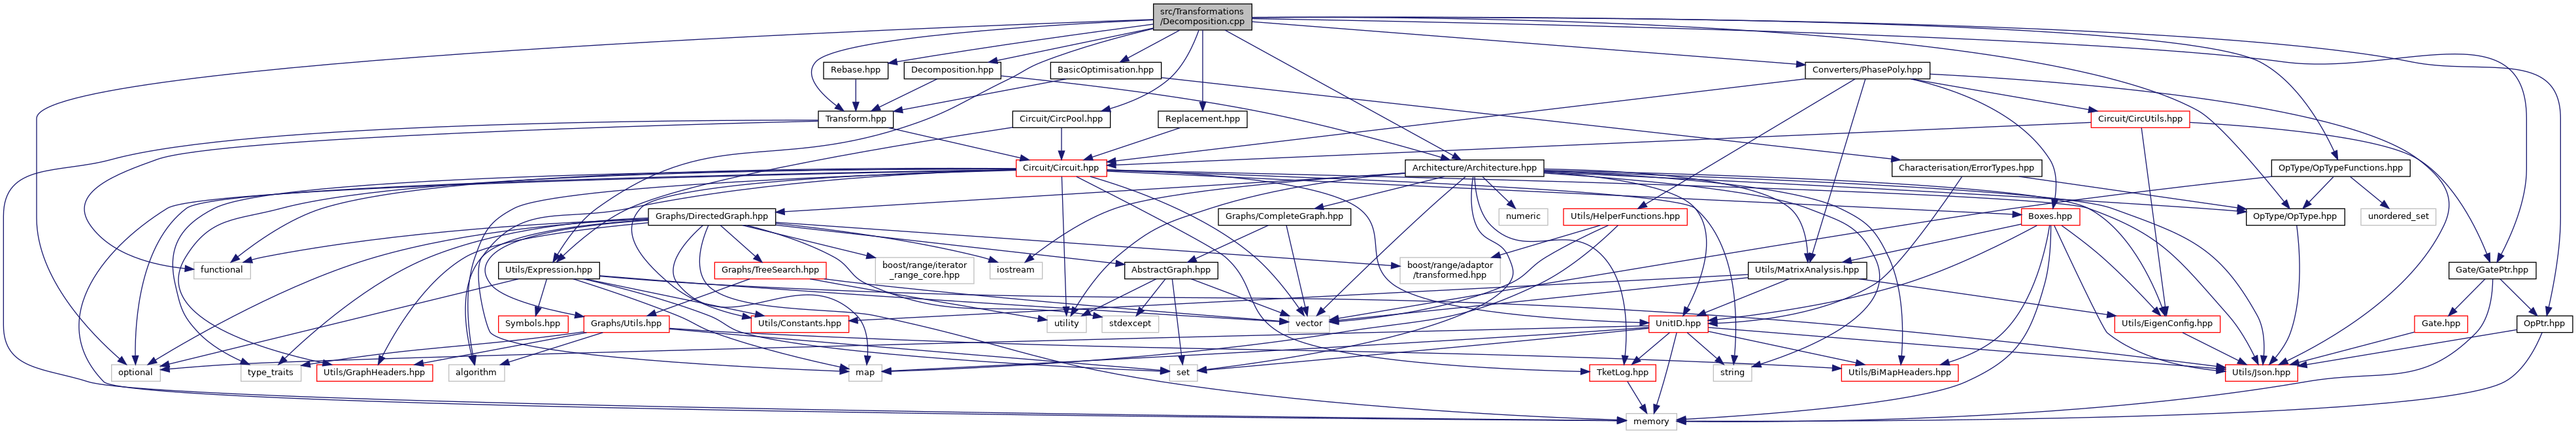 src/Transformations
/Decomposition.cpp
Rebase.hpp
Decomposition.hpp
BasicOptimisation.hpp
Converters/PhasePoly.hpp
Transform.hpp
Circuit/CircPool.hpp
Replacement.hpp
Circuit/CircUtils.hpp
Circuit/Circuit.hpp
Architecture/Architecture.hpp
Characterisation/ErrorTypes.hpp
OpType/OpTypeFunctions.hpp
Graphs/DirectedGraph.hpp
Graphs/CompleteGraph.hpp
numeric
Utils/HelperFunctions.hpp
Boxes.hpp
OpType/OpType.hpp
unordered_set
functional
Utils/Expression.hpp
Graphs/TreeSearch.hpp
boost/range/iterator
_range_core.hpp
iostream
AbstractGraph.hpp
boost/range/adaptor
/transformed.hpp
Utils/MatrixAnalysis.hpp
Gate/GatePtr.hpp
Symbols.hpp
Graphs/Utils.hpp
Utils/Constants.hpp
utility
stdexcept
vector
UnitID.hpp
Utils/EigenConfig.hpp
Gate.hpp
OpPtr.hpp
optional
type_traits
Utils/GraphHeaders.hpp
algorithm
map
set
TketLog.hpp
string
Utils/BiMapHeaders.hpp
Utils/Json.hpp
memory